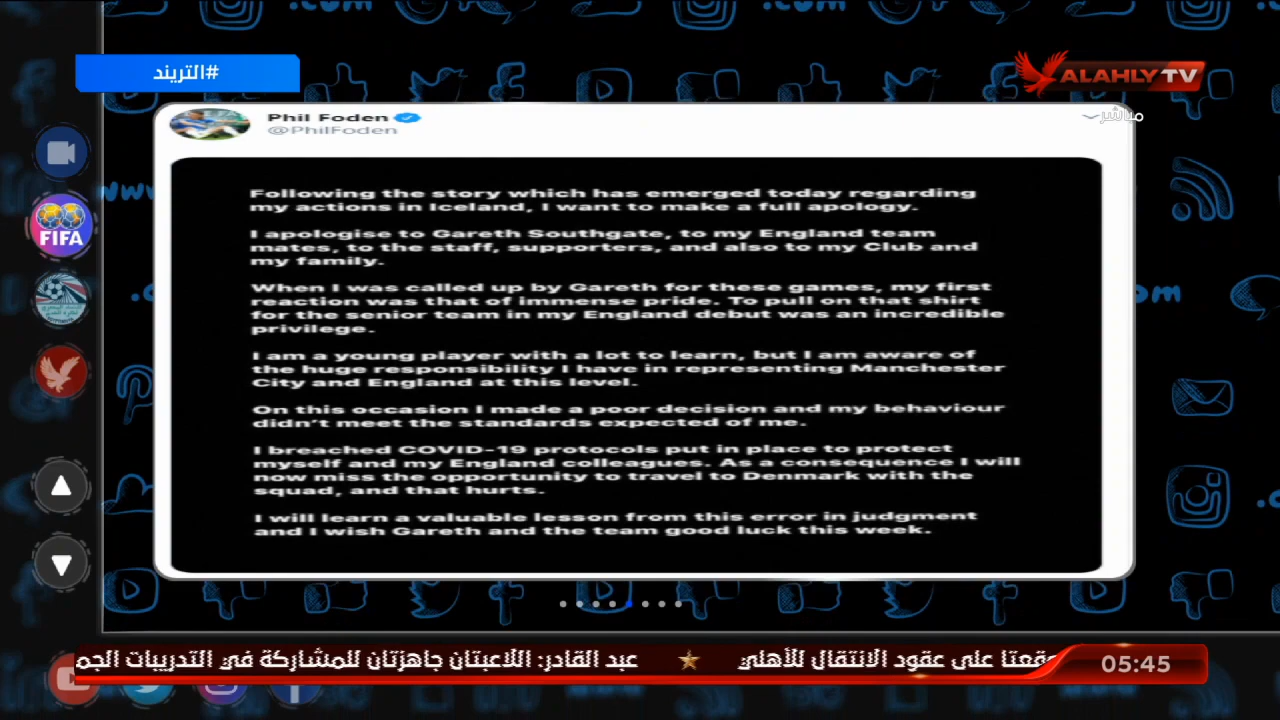 #التريند
ALAHLY TV
مباشر
Phil Foden
@PhilFoden
Following the story which has emerged today regarding
my actions in Iceland, I want to make a full apology.
I apologise to Gareth Southgate, to my England team
mates, to the staff, supporters, and also to my Club and
my family.
When I was called up by Gareth for these games, my first
reaction was that of immense pride. To pull on that shirt
for the senior team in my England debut was an incredible
privilege.
I am a young player with a lot to learn, but I am aware of
the huge responsibility I have in representing Manchester
City and England at this level.
On this occasion I made a poor decision and my behaviour
didn't meet the standards expected of me.
I breached COVID-19 protocols put in place to protect
myself and my England colleagues. As a consequence I will
now miss the opportunity to travel to Denmark with the
squad, and that hurts.
I will learn a valuable lesson from this error in judgment
and I wish Gareth and the team good luck this week.
FIFA
على عقود الانتقال للأهلي
عبد القادر: اللاعبتان جاهزتان للمشاركة في التدريبات
05:45